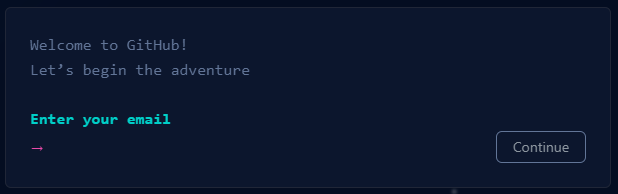 Welcome to GitHub!
Let’s begin the adventure
Enter your email
→
Continue